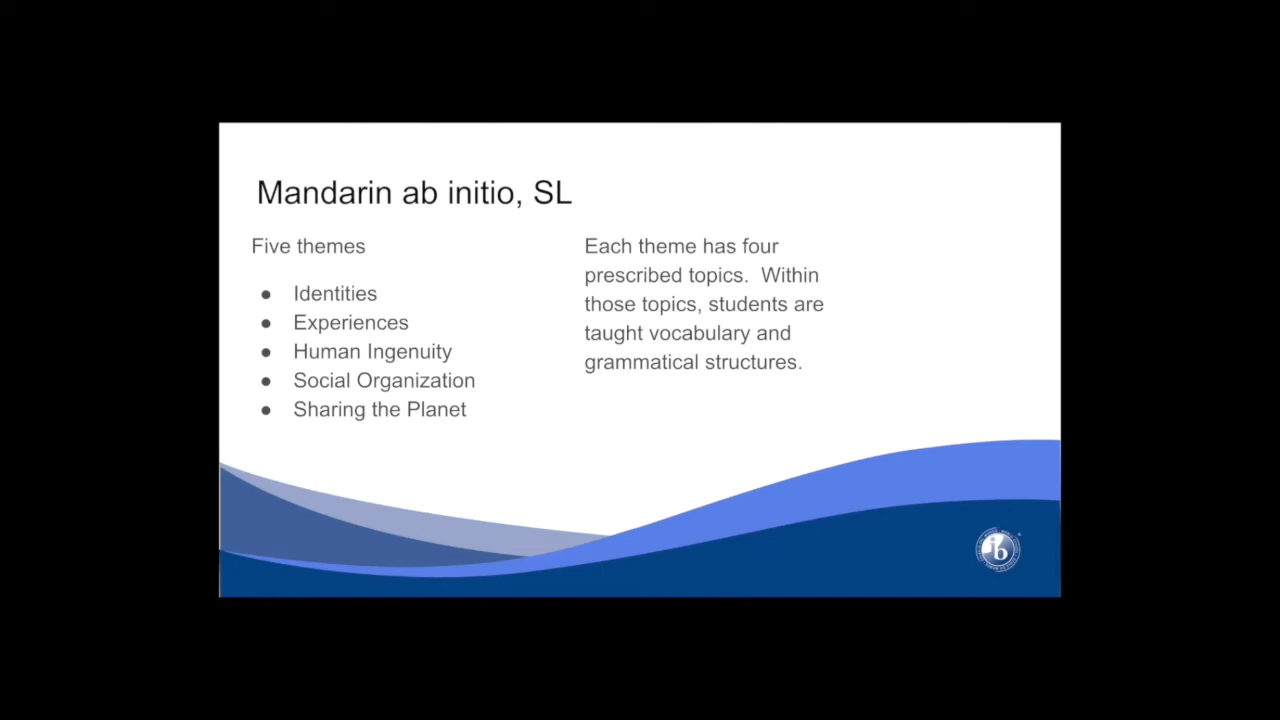 Mandarin ab initio, SL
Five themes
● Identities
● Experiences
● Human Ingenuity
● Social Organization
● Sharing the Planet
Each theme has four
prescribed topics.  Within
those topics, students are
taught vocabulary and
grammatical structures.
ib